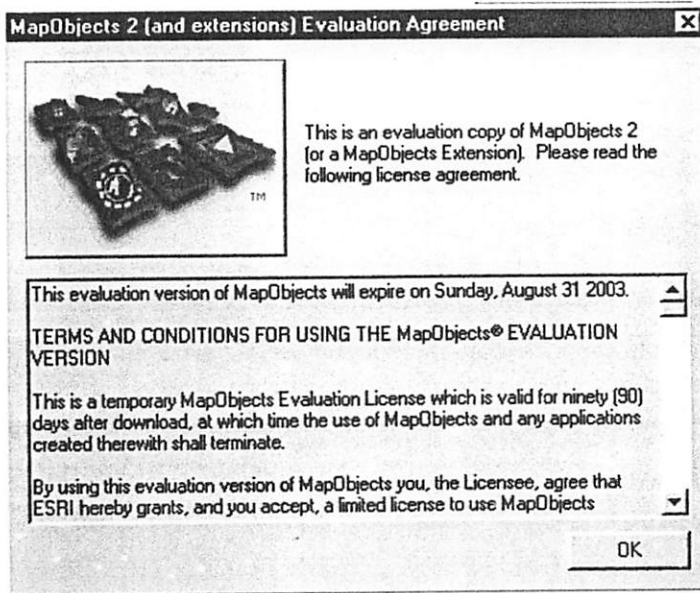 MapObjects 2 (and extensions) Evaluation Agreement
This is an evaluation copy of MapObjects 2
(or a MapObjects Extension). Please read the
following license agreement.
TM
This evaluation version of MapObjects will expire on Sunday, August 31 2003.
TERMS AND CONDITIONS FOR USING THE MapObjects® EVALUATION
VERSION
This is a temporary MapObjects Evaluation License which is valid for ninety (90)
days after download, at which time the use of MapObjects and any applications
created therewith shall terminate.
By using this evaluation version of MapObjects you, the Licensee, agree that
ESRI hereby grants, and you accept, a limited license to use MapObjects
OK